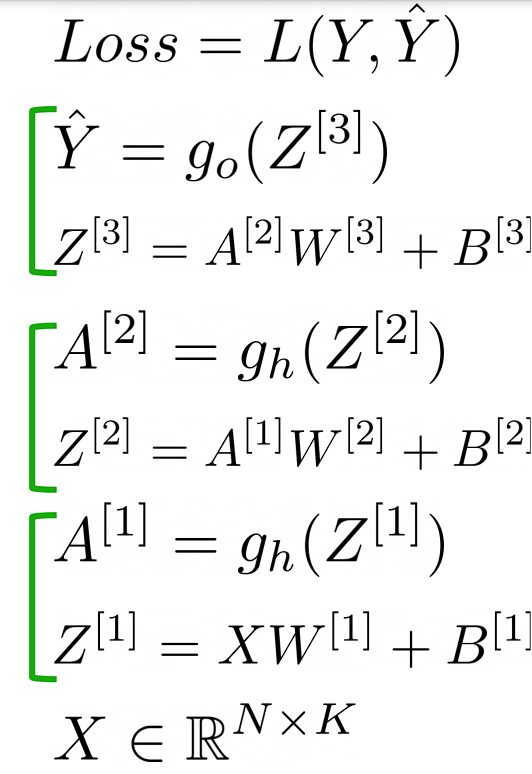 Loss = L(Y, Ŷ)
Ŷ = g_o(Z^{[3]})
Z^{[3]} = A^{[2]}W^{[3]} + B^{[3]}
A^{[2]} = g_h(Z^{[2]})
Z^{[2]} = A^{[1]}W^{[2]} + B^{[2]}
A^{[1]} = g_h(Z^{[1]})
Z^{[1]} = XW^{[1]} + B^{[1]}
X ∈ ℝ^{N×K}